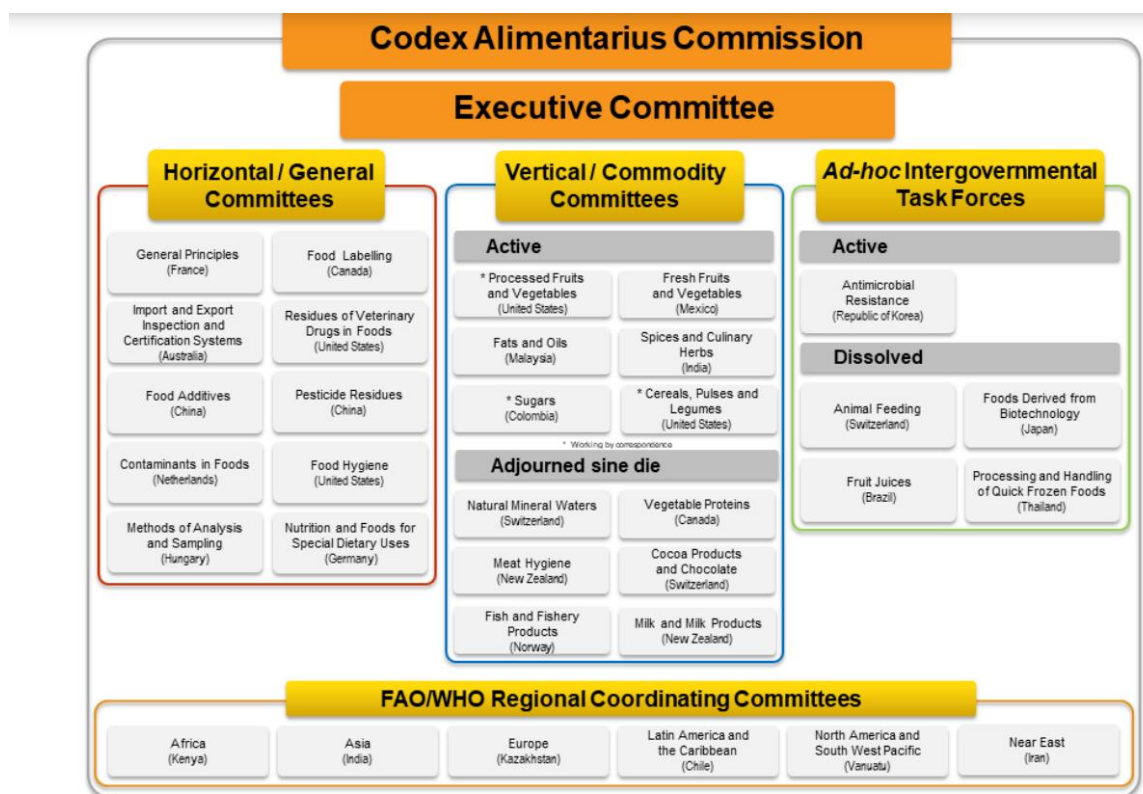 Codex Alimentarius Commission
Executive Committee
Horizontal / General
Committees
General Principles
(France)
Food Labelling
(Canada)
Import and Export
Inspection and
Certification Systems
(Australia)
Residues of Veterinary
Drugs in Foods
(United States)
Food Additives
(China)
Pesticide Residues
(China)
Contaminants in Foods
(Netherlands)
Food Hygiene
(United States)
Methods of Analysis
and Sampling
(Hungary)
Nutrition and Foods for
Special Dietary Uses
(Germany)
Vertical / Commodity
Committees
Active
* Processed Fruits
and Vegetables
(United States)
Fresh Fruits
and Vegetables
(Mexico)
Fats and Oils
(Malaysia)
Spices and Culinary
Herbs
(India)
* Sugars
(Colombia)
* Cereals, Pulses and
Legumes
(United States)
* Working by correspondence
Adjourned sine die
Natural Mineral Waters
(Switzerland)
Vegetable Proteins
(Canada)
Meat Hygiene
(New Zealand)
Cocoa Products
and Chocolate
(Switzerland)
Fish and Fishery
Products
(Norway)
Milk and Milk Products
(New Zealand)
Ad-hoc Intergovernmental
Task Forces
Active
Antimicrobial
Resistance
(Republic of Korea)
Dissolved
Animal Feeding
(Switzerland)
Foods Derived from
Biotechnology
(Japan)
Fruit Juices
(Brazil)
Processing and Handling
of Quick Frozen Foods
(Thailand)
FAO/WHO Regional Coordinating Committees
Africa
(Kenya)
Asia
(India)
Europe
(Kazakhstan)
Latin America and
the Caribbean
(Chile)
North America and
South West Pacific
(Vanuatu)
Near East
(Iran)